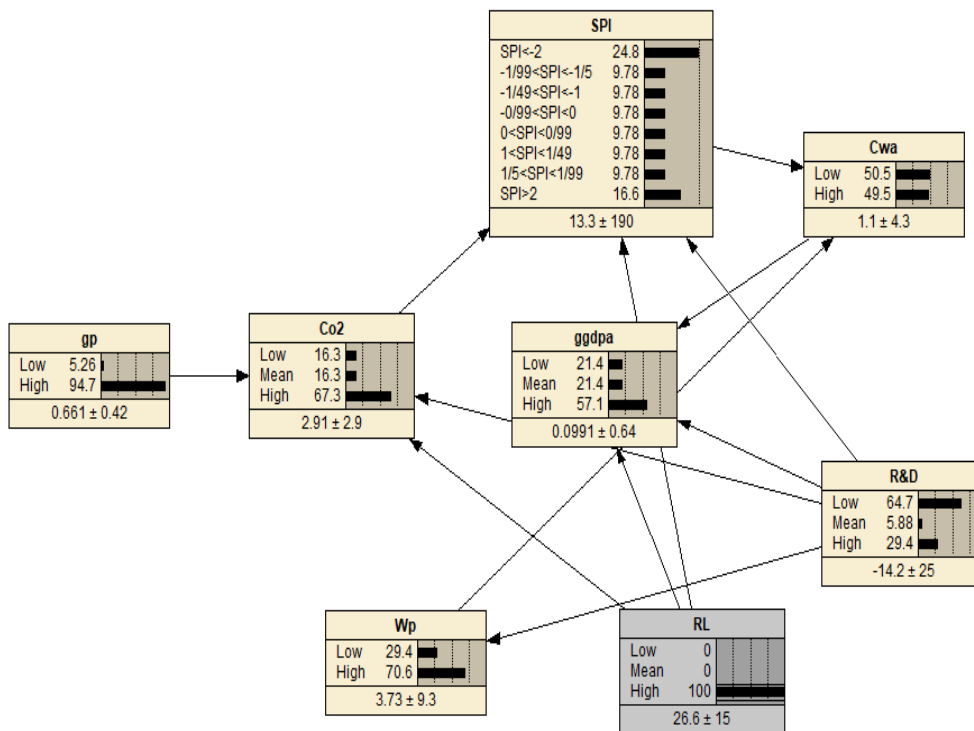 SPI
SPI<-2 24.8
-1/99<SPI<-1/5 9.78
-1/49<SPI<-1 9.78
-0/99<SPI<0 9.78
0<SPI<0/99 9.78
1<SPI<1/49 9.78
1/5<SPI<1/99 9.78
SPI>2 16.6
13.3 ± 190
Cwa
Low 50.5
High 49.5
1.1 ± 4.3
gp
Low 5.26
High 94.7
0.661 ± 0.42
Co2
Low 16.3
Mean 16.3
High 67.3
2.91 ± 2.9
ggdpa
Low 21.4
Mean 21.4
High 57.1
0.0991 ± 0.64
R&D
Low 64.7
Mean 5.88
High 29.4
-14.2 ± 25
Wp
Low 29.4
High 70.6
3.73 ± 9.3
RL
Low 0
Mean 0
High 100
26.6 ± 15